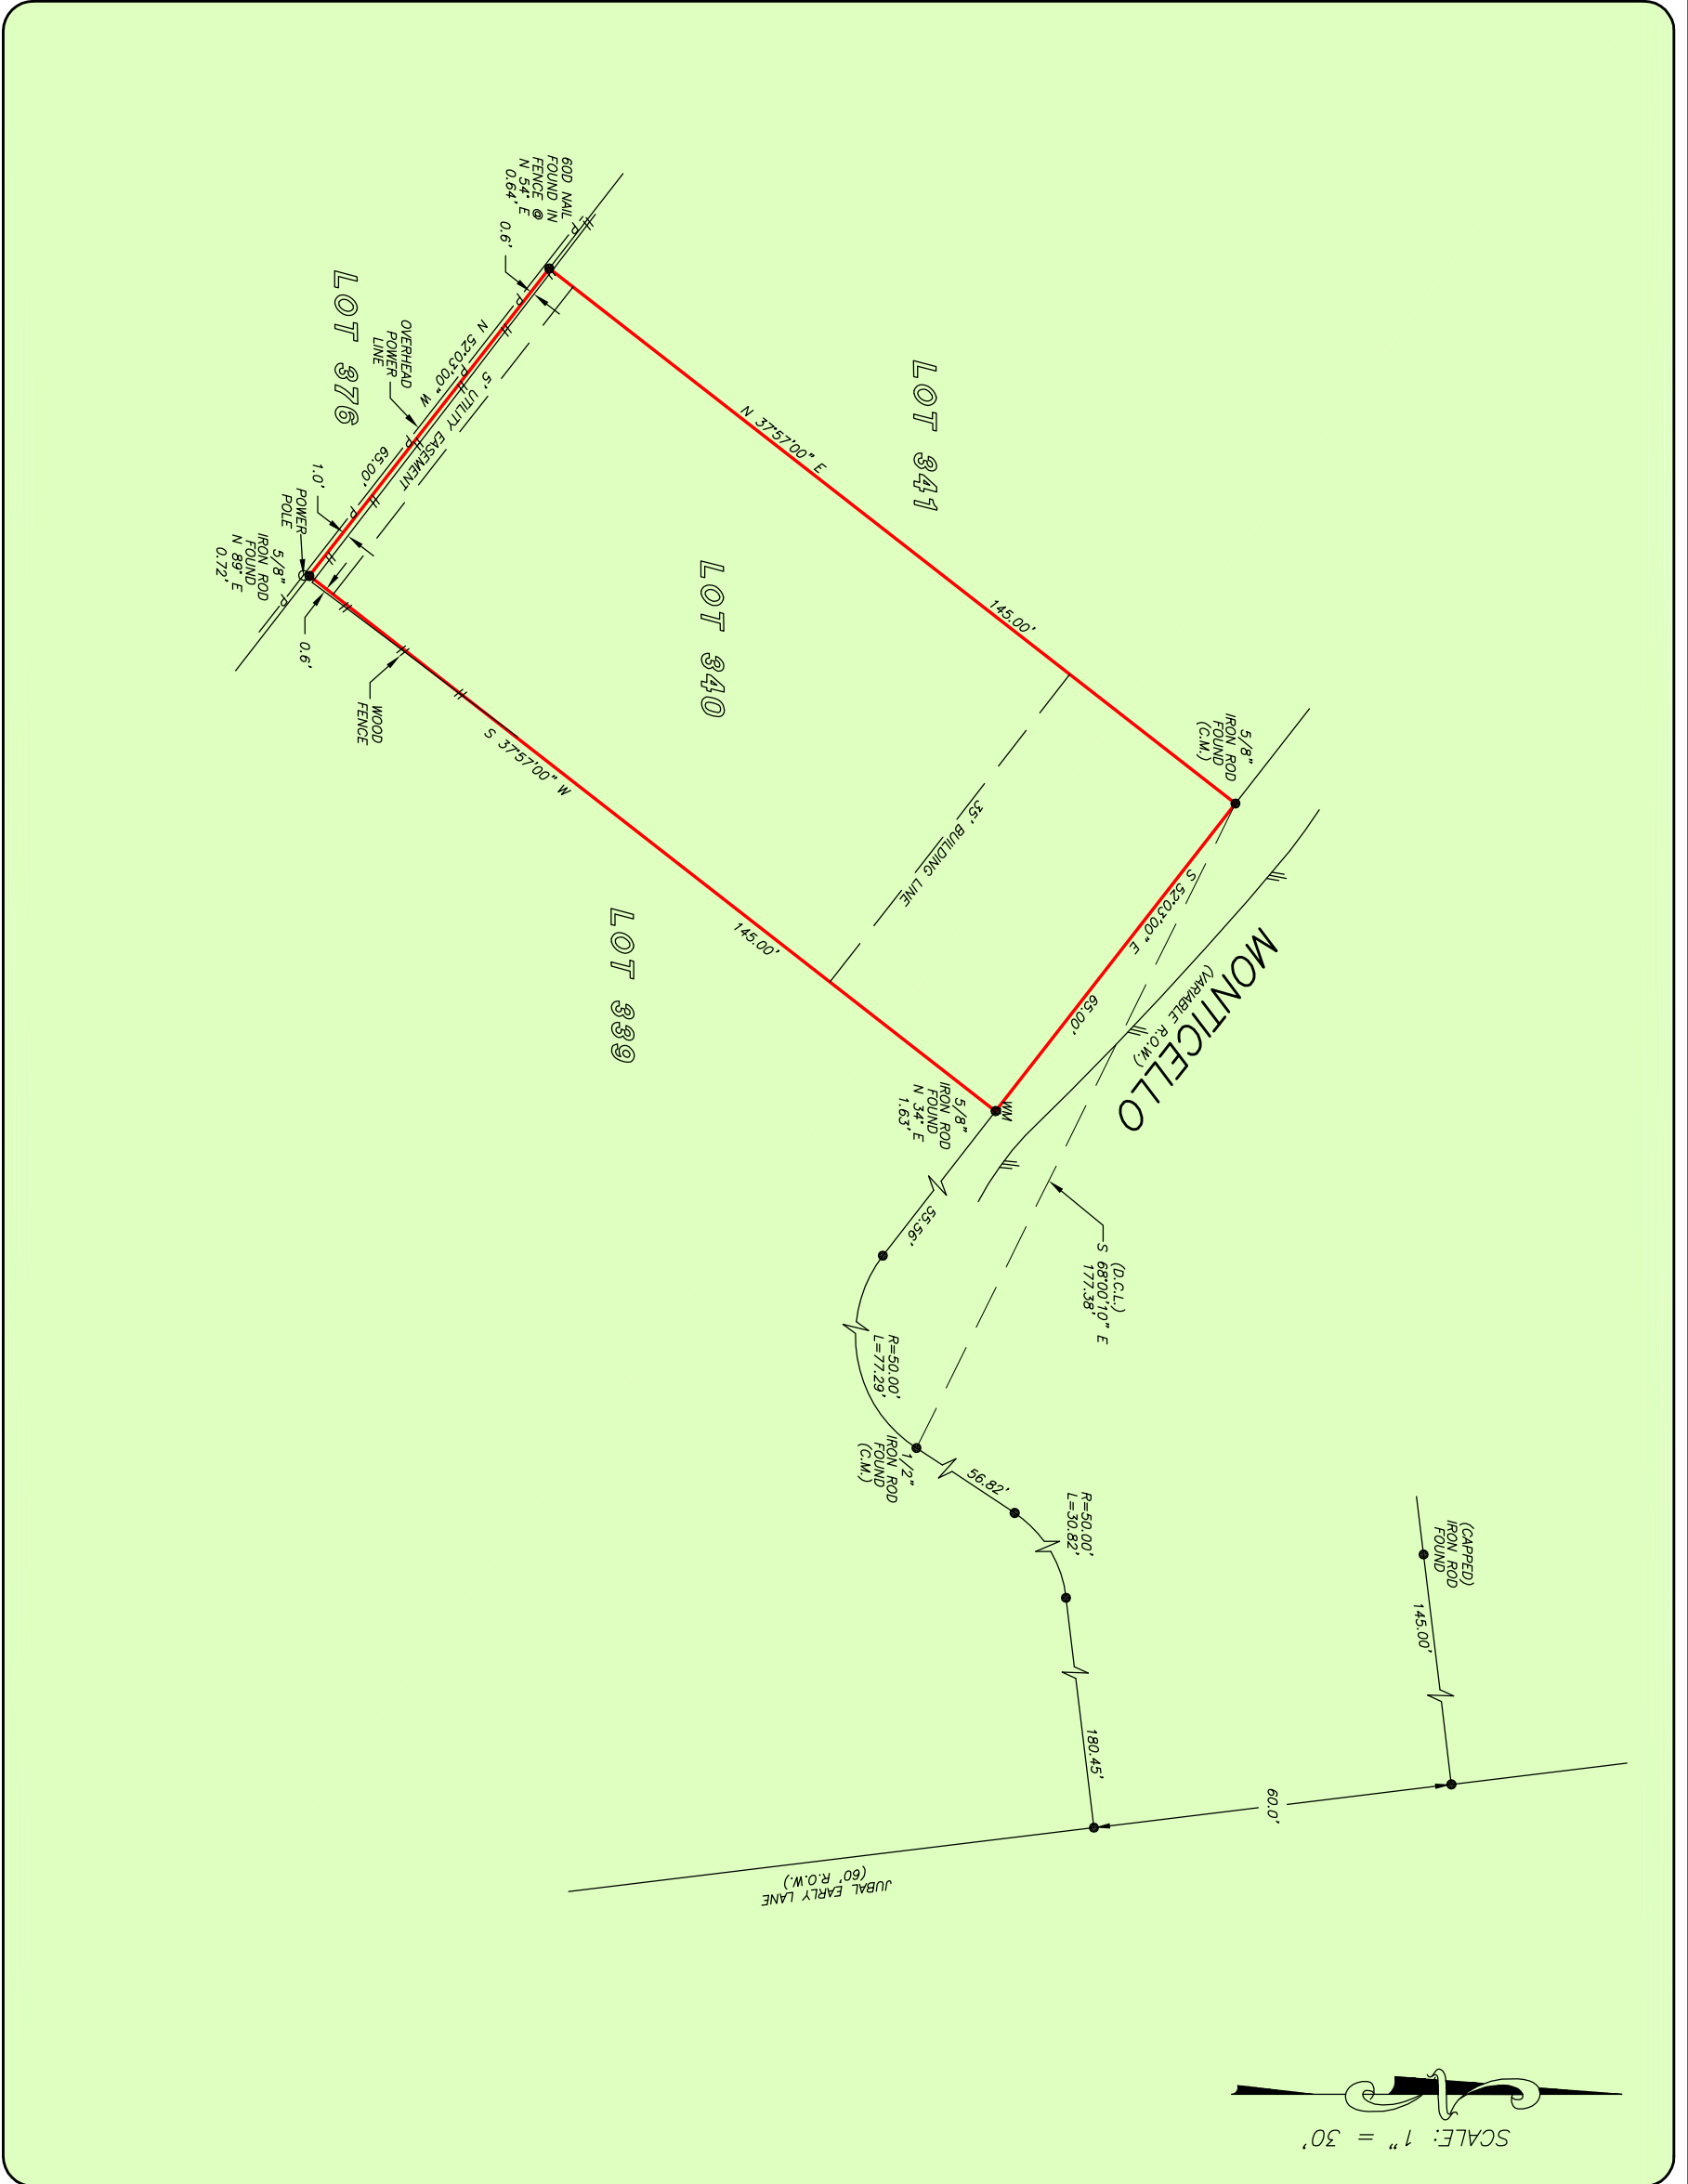 60D NAIL
FOUND IN
FENCE @
N 54° E
0.64'
0.6'
LOT 376
OVERHEAD
POWER
LINE
N 52°03'00" W
65.00'
5' UTILITY EASEMENT
1.0'
POWER
POLE
5/8"
IRON ROD
FOUND
N 89° E
0.72'
0.6'
WOOD
FENCE
P
P
P
P
P
P
LOT 341
N 37°57'00" E
145.00'
LOT 340
S 37°57'00" W
145.00'
35' BUILDING LINE
LOT 339
5/8"
IRON ROD
FOUND
(C.M.)
S 52°03'00" E
65.00'
MONTICELLO
(VARIABLE R.O.W.)
WM
5/8"
IRON ROD
FOUND
N 34° E
1.63'
55.56'
(D.C.L.)
S 68°00'10" E
177.38'
R=50.00'
L=77.29'
1/2"
IRON ROD
FOUND
(C.M.)
56.82'
R=50.00'
L=30.82'
180.45'
(CAPPED)
IRON ROD
FOUND
145.00'
60.0'
JUBAL EARLY LANE
(60' R.O.W.)
N
SCALE: 1" = 30'